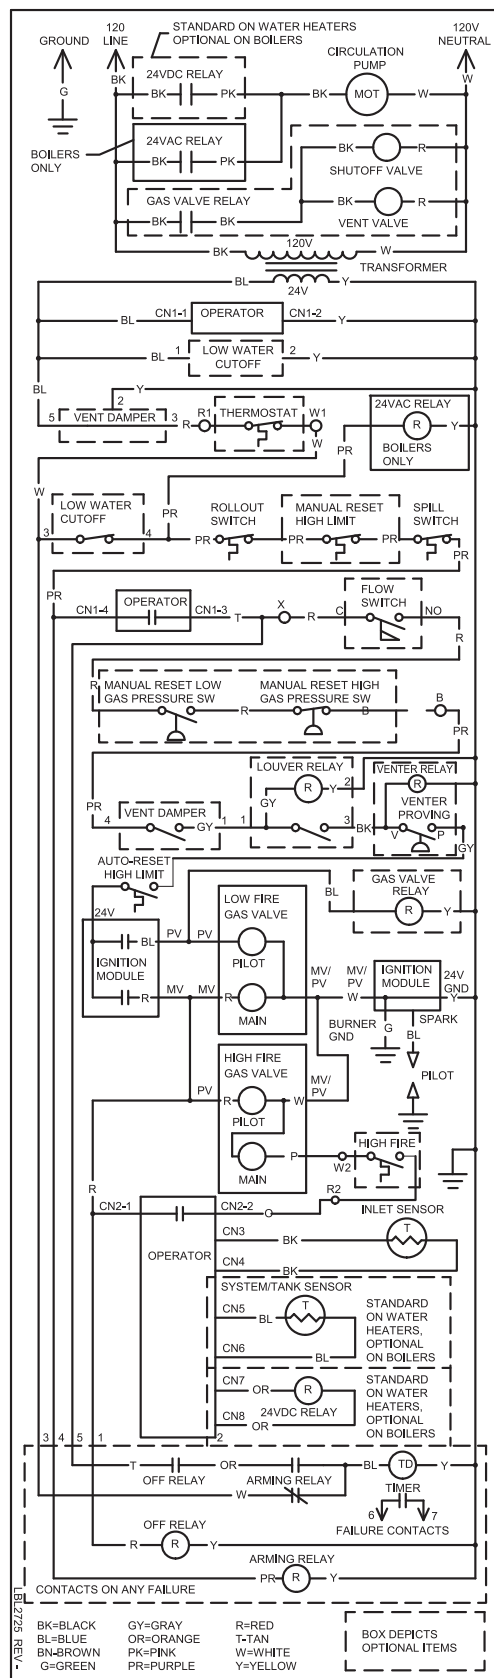 GROUND
120
LINE
STANDARD ON WATER HEATERS
OPTIONAL ON BOILERS
120V
NEUTRAL
BK
G
24VDC RELAY
BK
PK
CIRCULATION
PUMP
BK
MOT
W
W
BOILERS
ONLY
24VAC RELAY
BK
PK
BK
R
SHUTOFF VALVE
GAS VALVE RELAY
BK
BK
BK
R
VENT VALVE
BK
120V
W
TRANSFORMER
BL
24V
Y
BL
CN1-1
OPERATOR
CN1-2
Y
BL
1
LOW WATER
CUTOFF
2
Y
BL
Y
2
5
VENT DAMPER
3
R
R1
THERMOSTAT
W1
W
24VAC RELAY
R
Y
BOILERS
ONLY
PR
W
3
LOW WATER
CUTOFF
4
PR
PR
ROLLOUT
SWITCH
PR
MANUAL RESET
HIGH LIMIT
PR
SPILL
SWITCH
PR
PR
CN1-4
OPERATOR
CN1-3
T
X
R
C
FLOW
SWITCH
NO
R
R
MANUAL RESET LOW
GAS PRESSURE SW
R
MANUAL RESET HIGH
GAS PRESSURE SW
B
B
PR
PR
4
VENT DAMPER
GY
1
1
LOUVER RELAY
R
Y
2
GY
3
BK
VENTER RELAY
R
VENTER
PROVING
V
P
GY
AUTO-RESET
HIGH LIMIT
24V
BL
PV
PV
IGNITION
MODULE
R
MV
MV
LOW FIRE
GAS VALVE
PILOT
R
MAIN
BL
GAS VALVE
RELAY
R
Y
MV/
PV
MV/
PV
W
IGNITION
MODULE
24V
GND
Y
BURNER
GND
G
SPARK
BL
PILOT
HIGH FIRE
GAS VALVE
MV/
PV
PV
R
W
PILOT
MAIN
P
W2
HIGH FIRE
R2
R
CN2-1
CN2-2
O
OPERATOR
CN3
BK
INLET SENSOR
T
CN4
BK
SYSTEM/TANK SENSOR
CN5
BL
T
CN6
BL
STANDARD
ON WATER
HEATERS,
OPTIONAL
ON BOILERS
CN7
OR
R
24VDC RELAY
CN8
OR
STANDARD
ON WATER
HEATERS,
OPTIONAL
ON BOILERS
3
4
5
1
2
T
OFF RELAY
OR
ARMING RELAY
BL
TD
Y
TIMER
W
6
7
FAILURE CONTACTS
OFF RELAY
R
R
Y
ARMING RELAY
PR
R
Y
CONTACTS ON ANY FAILURE
LBL2725 REV -
BK=BLACK
GY=GRAY
R=RED
BL=BLUE
OR=ORANGE
T-TAN
BN-BROWN
PK=PINK
W=WHITE
G=GREEN
PR=PURPLE
Y=YELLOW
BOX DEPICTS
OPTIONAL ITEMS